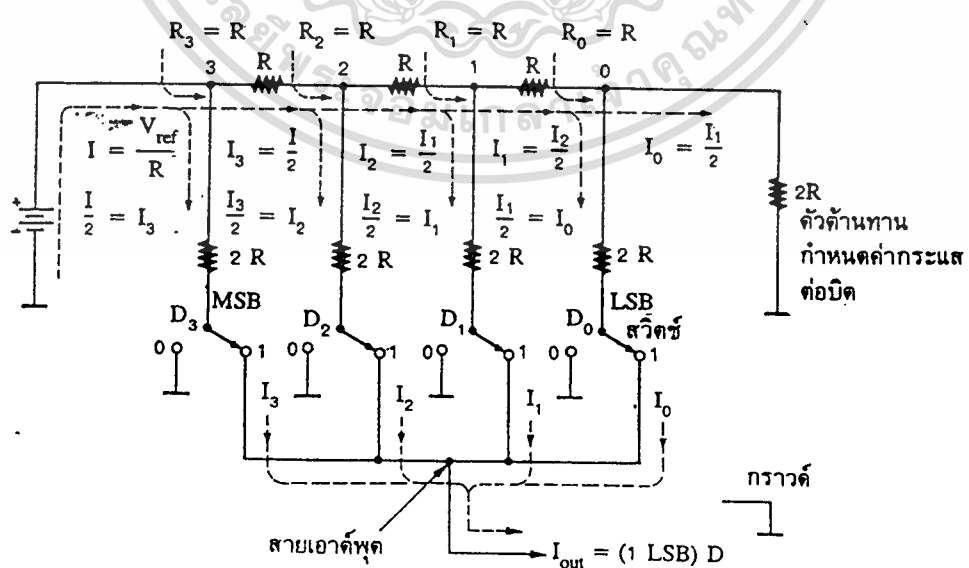 R₃ = R R₂ = R R₁ = R R₀ = R
3 R 2 R 1 R 0
I = V_ref/R I₃ = I/2 I₂ = I₁/2 I₁ = I₂/2 I₀ = I₁/2
I/2 = I₃ I₃/2 = I₂ I₂/2 = I₁ I₁/2 = I₀
+
-
2R
ตัวต้านทาน
กำหนดค่ากระแส
ต่อบิต
2 R 2 R 2 R 2 R
MSB LSB
D₃ D₂ D₁ D₀ สวิตช์
0 1 0 1 0 1 0 1
I₃ I₂ I₁ I₀
กราวด์
สายเอาต์พุต
I_out = (1 LSB) D